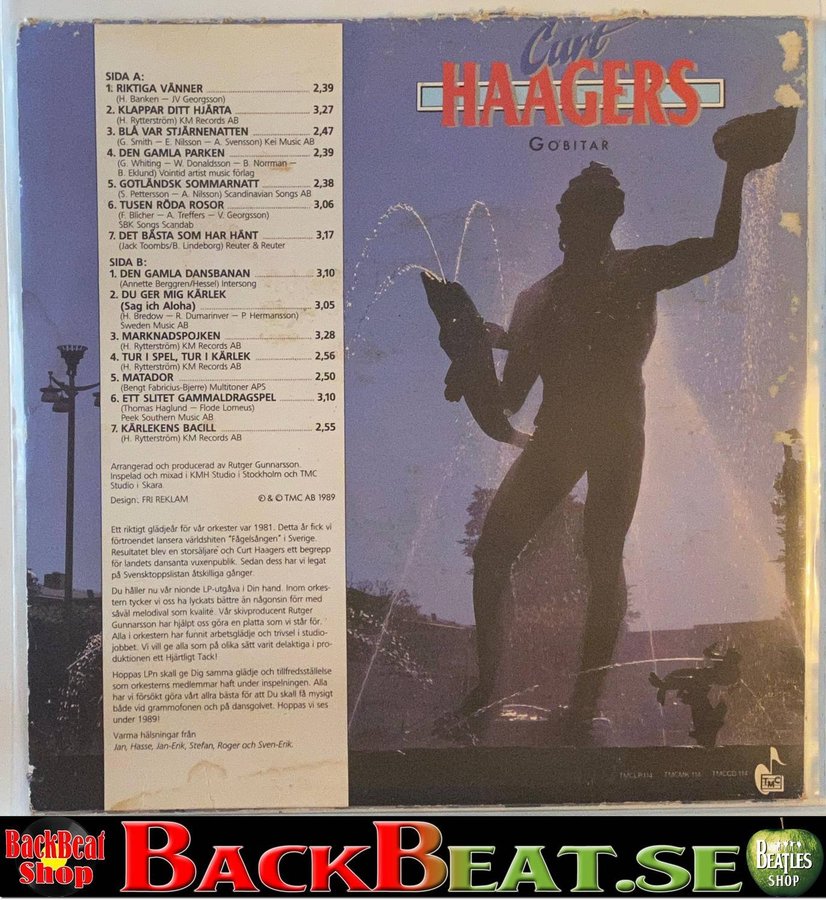 Curt
HAAGERS
GOBITAR
SIDA A:
1. RIKTIGA VÄNNER 2,39
(H. Banken – JV Georgsson)
2. KLAPPAR DITT HJÄRTA 3,27
(H. Rytterström) KM Records AB
3. BLÅ VAR STJÄRNENATTEN 2,47
(G. Smith – E. Nilsson – A. Svensson) Kei Music AB
4. DEN GAMLA PARKEN 2,39
(G. Whiting – W. Donaldsson – B. Norrman –
B. Eklund) Vointid artist music förlag
5. GOTLÄNDSK SOMMARNATT 2,38
(S. Pettersson – A. Nilsson) Scandinavian Songs AB
6. TUSEN RÖDA ROSOR 3,06
(F. Blicher – A. Treffers – V. Georgsson)
SBK Songs Scandab
7. DET BÄSTA SOM HAR HÄNT 3,17
(Jack Toombs/B. Lindeborg) Reuter & Reuter
SIDA B:
1. DEN GAMLA DANSBANAN 3,10
(Annette Berggren/Hessel) Intersong
2. DU GER MIG KÄRLEK
(Sag ich Aloha) 3,05
(H. Bredow – R. Dumarinver – P. Hermansson)
Sweden Music AB
3. MARKNADSPOJKEN 3,28
(H. Rytterström) KM Records AB
4. TUR I SPEL, TUR I KÄRLEK 2,56
(H. Rytterström) KM Records AB
5. MATADOR 2,50
(Bengt Fabricius-Bjerre) Multitoner APS
6. ETT SLITET GAMMALDRAGSPEL 3,10
(Thomas Haglund – Flode Lomeus)
Peek Southern Music AB
7. KÄRLEKENS BACILL 2,55
(H. Rytterström) KM Records AB
Arrangerad och producerad av Rutger Gunnarsson.
Inspelad och mixad i KMH Studio i Stockholm och TMC
Studio i Skara.
Design: FRI REKLAM ℗ & © TMC AB 1989
Ett riktigt glädjeår för vår orkester var 1981. Detta år fick vi
förtroendet lansera världshiten "Fågelsången" i Sverige.
Resultatet blev en storsäljare och Curt Haagers ett begrepp
för landets dansanta vuxenpublik. Sedan dess har vi legat
på Svensktoppslistan åtskilliga gånger.
Du håller nu vår nionde LP-utgåva i Din hand. Inom orkes-
tern tycker vi oss ha lyckats bättre än någonsin förr med
såväl melodival som kvalité. Vår skivproducent Rutger
Gunnarsson har hjälpt oss göra en platta som vi står för.
Alla i orkestern har funnit arbetsglädje och trivsel i studio-
jobbet. Vi vill ge alla som på olika sätt varit delaktiga i pro-
duktionen ett Hjärtligt Tack!
Hoppas LPn skall ge Dig samma glädje och tillfredsställelse
som orkesterns medlemmar haft under inspelningen. Alla
har vi försökt göra vårt allra bästa för att Du skall få mysigt
både vid grammofonen och på dansgolvet. Hoppas vi ses
under 1989!
Varma hälsningar från
Jan, Hasse, Jan-Erik, Stefan, Roger och Sven-Erik.
TMCLP 114 TMCMK 114 TMCCD 114
TMC
BackBeat
Shop
BACKBEAT.SE
BEATLES
SHOP